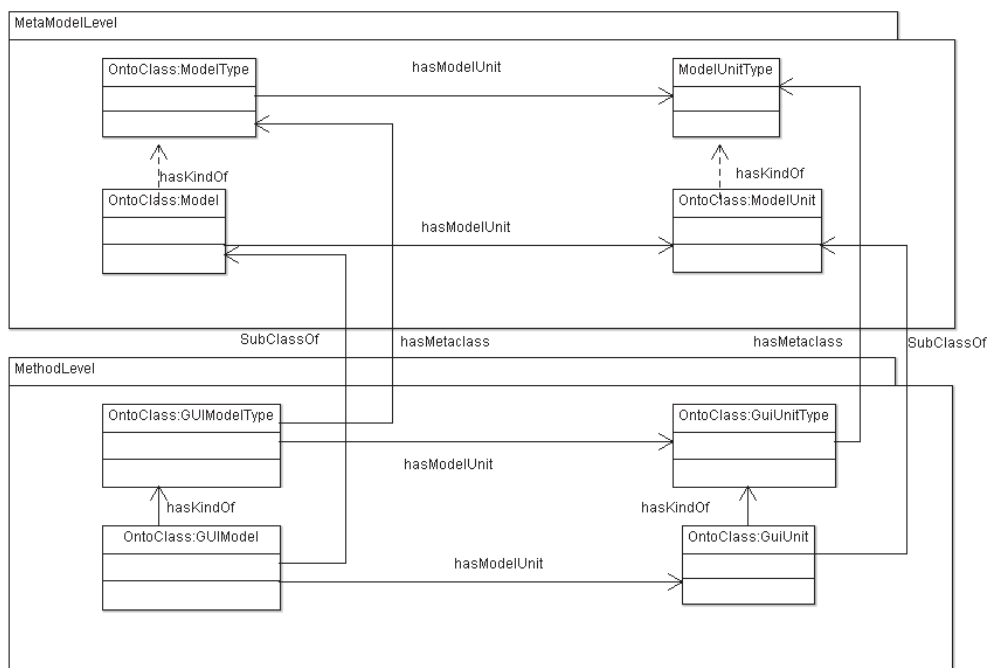 MetaModelLevel
OntoClass:ModelType
hasModelUnit
ModelUnitType
hasKindOf
hasKindOf
OntoClass:Model
OntoClass:ModelUnit
hasModelUnit
SubClassOf
hasMetaclass
hasMetaclass
SubClassOf
MethodLevel
OntoClass:GUIModelType
OntoClass:GuiUnitType
hasModelUnit
hasKindOf
hasKindOf
OntoClass:GUIModel
OntoClass:GuiUnit
hasModelUnit